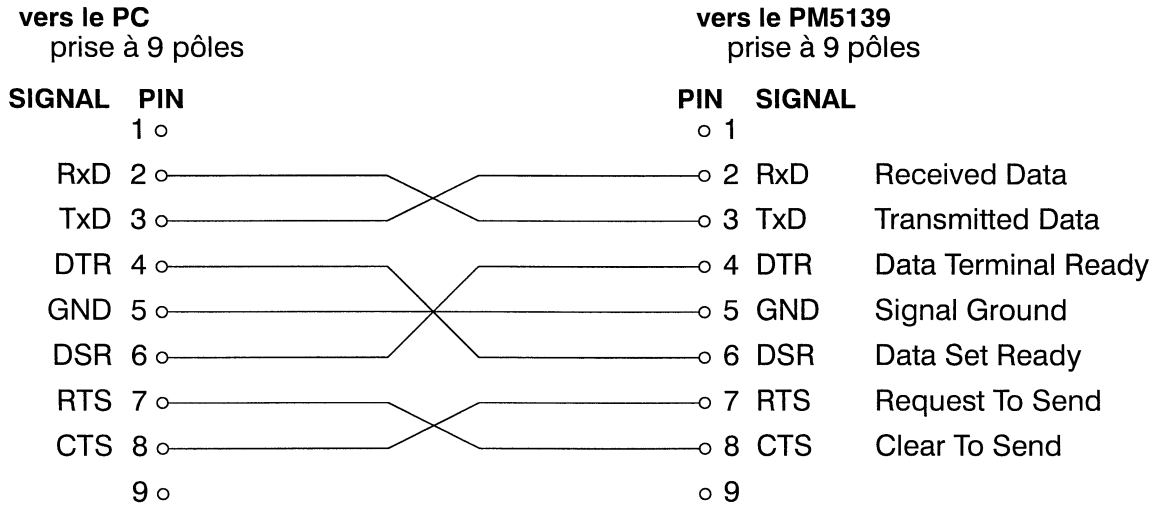 vers le PC vers le PM5139
prise à 9 pôles prise à 9 pôles
SIGNAL PIN PIN SIGNAL
1 1
RxD 2 2 RxD Received Data
TxD 3 3 TxD Transmitted Data
DTR 4 4 DTR Data Terminal Ready
GND 5 5 GND Signal Ground
DSR 6 6 DSR Data Set Ready
RTS 7 7 RTS Request To Send
CTS 8 8 CTS Clear To Send
9 9